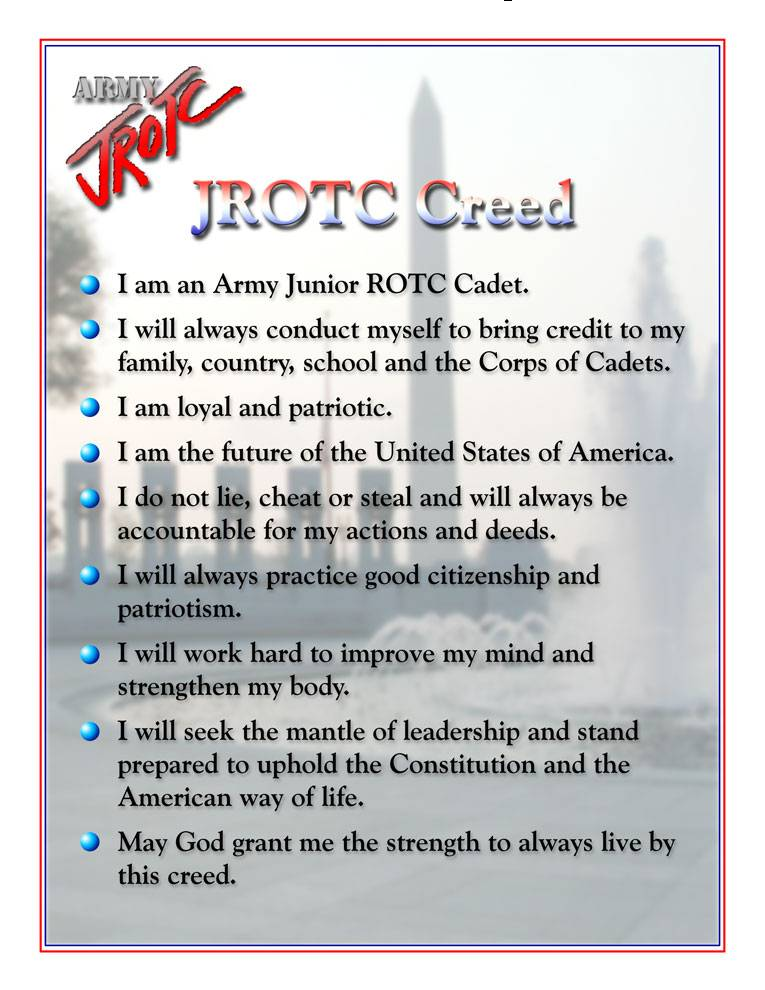 ARMY
JROTC
JROTC Creed
I am an Army Junior ROTC Cadet.
I will always conduct myself to bring credit to my
family, country, school and the Corps of Cadets.
I am loyal and patriotic.
I am the future of the United States of America.
I do not lie, cheat or steal and will always be
accountable for my actions and deeds.
I will always practice good citizenship and
patriotism.
I will work hard to improve my mind and
strengthen my body.
I will seek the mantle of leadership and stand
prepared to uphold the Constitution and the
American way of life.
May God grant me the strength to always live by
this creed.